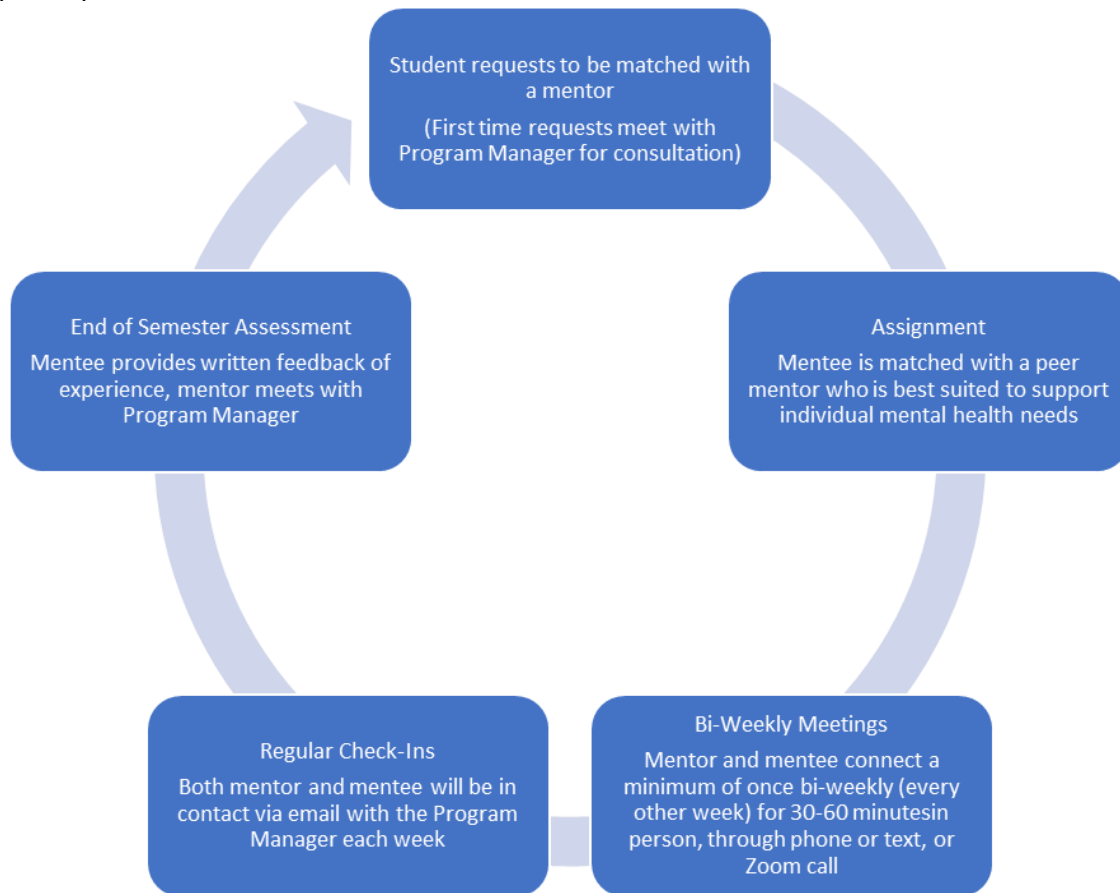 Student requests to be matched with
a mentor
(First time requests meet with
Program Manager for consultation)
Assignment
Mentee is matched with a peer
mentor who is best suited to support
individual mental health needs
Bi-Weekly Meetings
Mentor and mentee connect a
minimum of once bi-weekly (every
other week) for 30-60 minutesin
person, through phone or text, or
Zoom call
Regular Check-Ins
Both mentor and mentee will be in
contact via email with the Program
Manager each week
End of Semester Assessment
Mentee provides written feedback of
experience, mentor meets with
Program Manager